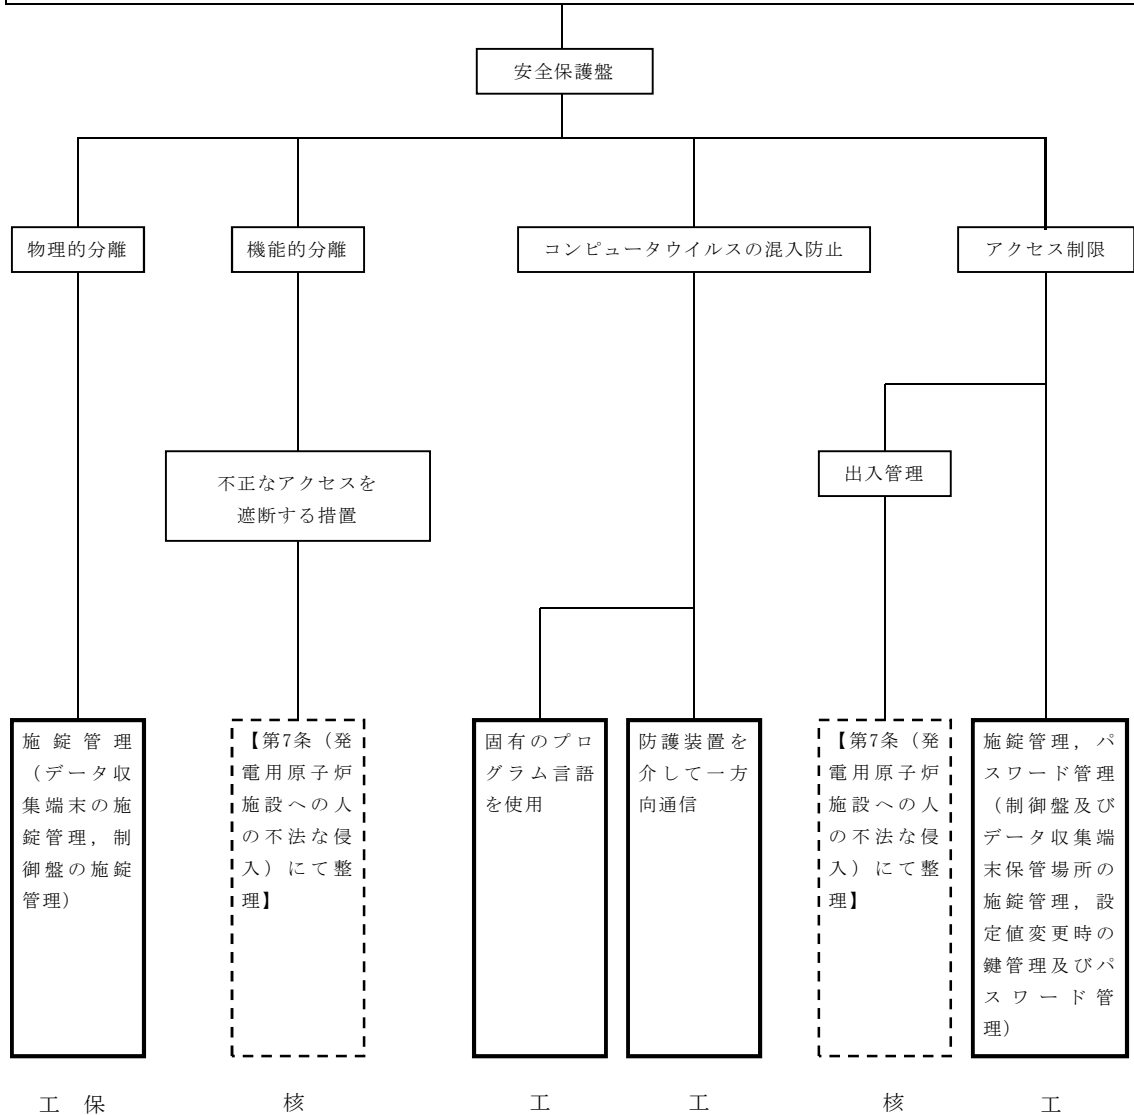 安全保護盤
物理的分離
機能的分離
コンピュータウイルスの混入防止
アクセス制限
不正なアクセスを
遮断する措置
出入管理
施錠管理
（データ収
集端末の施
錠管理，制
御盤の施錠
管理）
【第7条（発
電用原子炉
施設への人
の不法な侵
入）にて整
理】
固有のプロ
グラム言語
を使用
防護装置を
介して一方
向通信
【第7条（発
電用原子炉
施設への人
の不法な侵
入）にて整
理】
施錠管理，パ
スワード管理
（制御盤及び
データ収集端
末保管場所の
施錠管理，設
定値変更時の
鍵管理及びパ
スワード管
理）
工 保
核
工
工
核
工